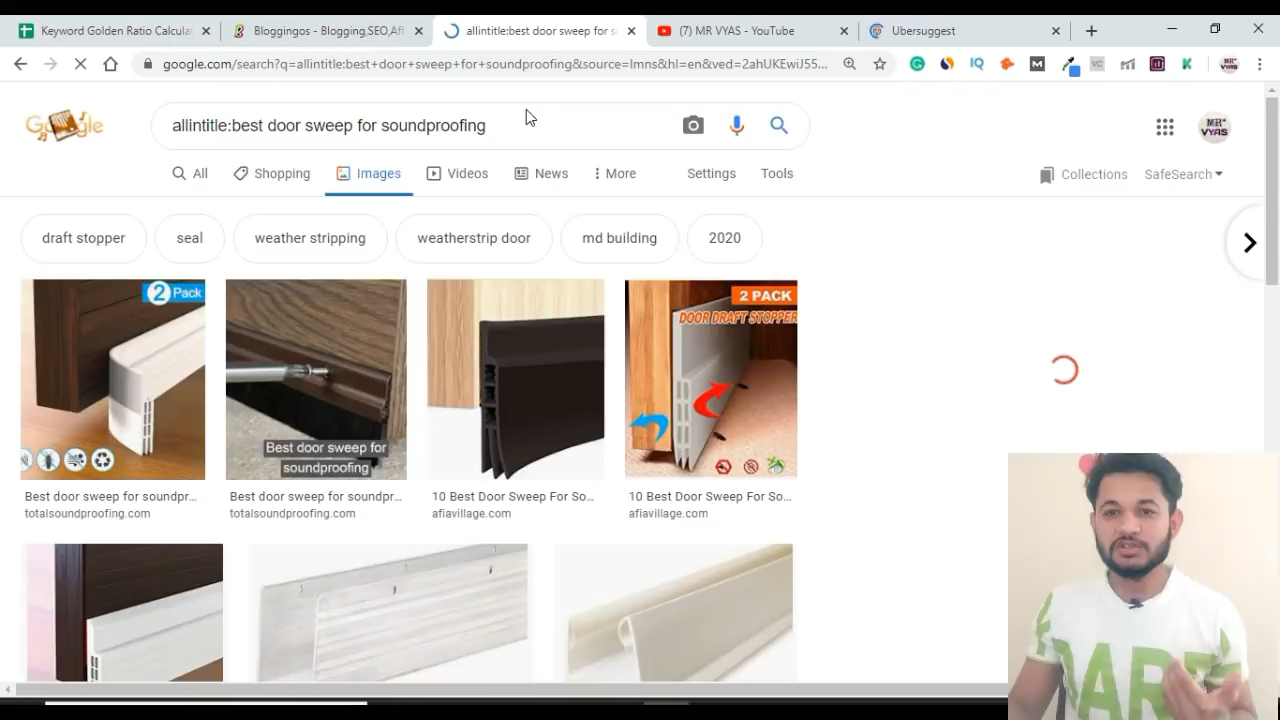 Keyword Golden Ratio Calculat
Bloggingos - Blogging,SEO,Aff
allintitle:best door sweep for s
(7) MR VYAS - YouTube
Ubersuggest
google.com/search?q=allintitle:best+door+sweep+for+soundproofing&source=lmns&hl=en&ved=2ahUKEwiJ55...
Google
allintitle:best door sweep for soundproofing
MR VYAS
All
Shopping
Images
Videos
News
More
Settings
Tools
Collections
SafeSearch
draft stopper
seal
weather stripping
weatherstrip door
md building
2020
2 Pack
Best door sweep for
soundproofing
2 PACK
DOOR DRAFT STOPPER
Best door sweep for soundpr...
totalsoundproofing.com
Best door sweep for soundpr...
totalsoundproofing.com
10 Best Door Sweep For So...
afiavillage.com
10 Best Door Sweep For So...
afiavillage.com